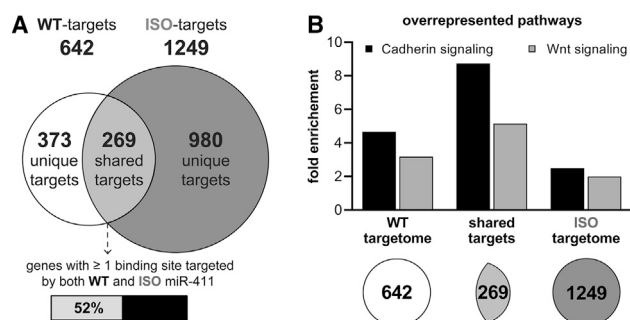 A
WT-targets
642
ISO-targets
1249
373
unique
targets
269
shared
targets
980
unique
targets
genes with ≥ 1 binding site targeted
by both WT and ISO miR-411
52%
B
overrepresented pathways
Cadherin signaling
Wnt signaling
fold enrichement
10
8
6
4
2
0
WT
targetome
shared
targets
ISO
targetome
642
269
1249